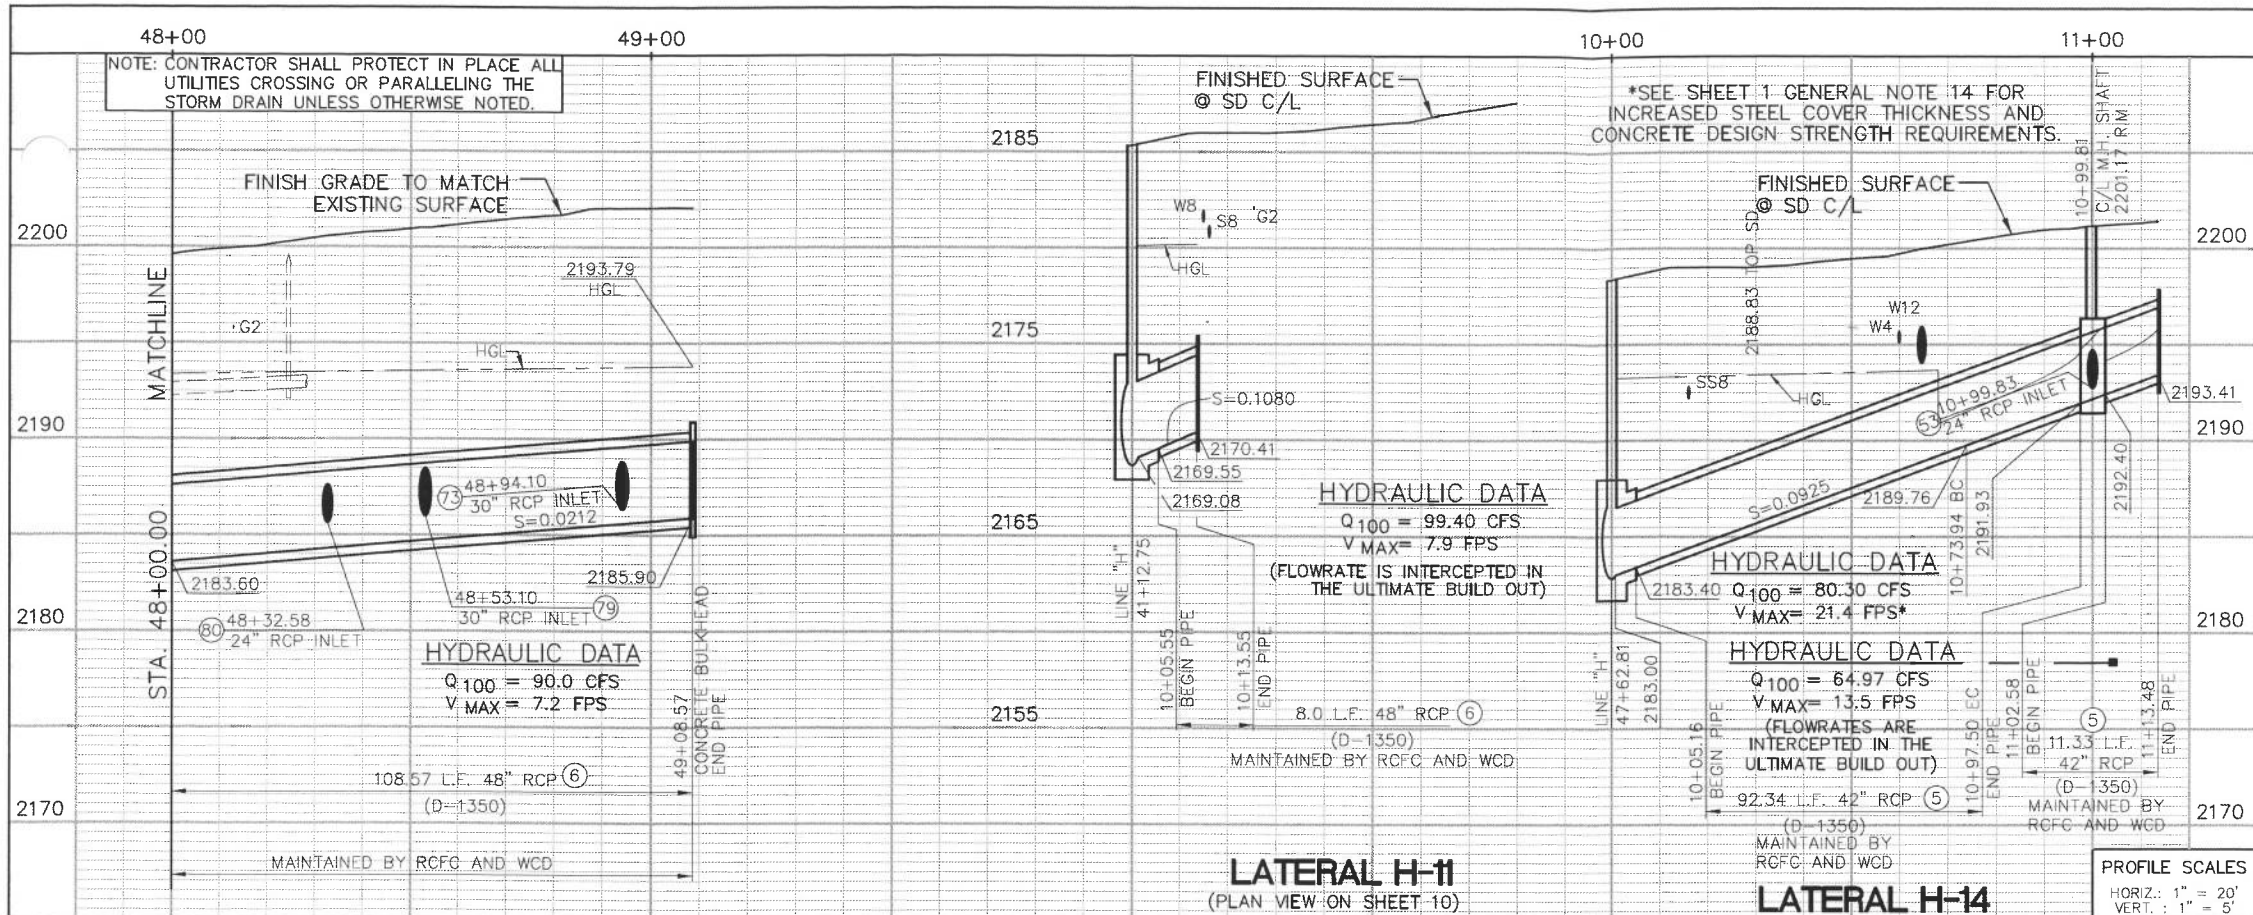 48+00
49+00
10+00
11+00
NOTE: CONTRACTOR SHALL PROTECT IN PLACE ALL
UTILITIES CROSSING OR PARALLELING THE
STORM DRAIN UNLESS OTHERWISE NOTED.
FINISH GRADE TO MATCH
EXISTING SURFACE
2200
2190
2180
2170
MATCHLINE
STA. 48+00.00
G2
HGL
2193.79
HGL
73
48+94.10
30" RCP INLET
S=0.0212
2183.60
2185.90
80
48+32.58
24" RCP INLET
48+53.10
30" RCP INLET
79
HYDRAULIC DATA
Q100 = 90.0 CFS
V MAX = 7.2 FPS
49+08.57
CONCRETE BULKHEAD
END PIPE
108.57 L.F. 48" RCP 6
(D-1350)
MAINTAINED BY RCFC AND WCD
2185
2175
2165
2155
FINISHED SURFACE
@ SD C/L
W8
S8
G2
HGL
S=0.1080
2170.41
2169.55
2169.08
LINE "H"
41+12.75
10+05.55
BEGIN PIPE
10+13.55
END PIPE
HYDRAULIC DATA
Q100 = 99.40 CFS
V MAX= 7.9 FPS
(FLOWRATE IS INTERCEPTED IN
THE ULTIMATE BUILD OUT)
8.0 L.F. 48" RCP 6
(D-1350)
MAINTAINED BY RCFC AND WCD
LATERAL H-11
(PLAN VIEW ON SHEET 10)
*SEE SHEET 1 GENERAL NOTE 14 FOR
INCREASED STEEL COVER THICKNESS AND
CONCRETE DESIGN STRENGTH REQUIREMENTS.
10+99.81
C/L M.H. SHAFT
2201.17 RIM
FINISHED SURFACE
@ SD C/L
2188.83 TOP SD
W12
W4
SS8
HGL
53
10+99.83
24" RCP INLET
2193.41
2192.40
S=0.0925
2189.76
10+73.94 BC
2191.93
2183.40
HYDRAULIC DATA
Q100 = 80.30 CFS
V MAX= 21.4 FPS*
HYDRAULIC DATA
Q100 = 64.97 CFS
V MAX= 13.5 FPS
(FLOWRATES ARE
INTERCEPTED IN THE
ULTIMATE BUILD OUT)
LINE "H"
47+62.81
2183.00
10+05.16
BEGIN PIPE
10+97.50 EC
END PIPE
11+02.58
BEGIN PIPE
11+13.48
END PIPE
92.34 L.F. 42" RCP 5
(D-1350)
MAINTAINED BY
RCFC AND WCD
5
11.33 L.F.
42" RCP
(D-1350)
MAINTAINED BY
RCFC AND WCD
2200
2190
2180
2170
LATERAL H-14
PROFILE SCALES
HORIZ.: 1" = 20'
VERT. : 1" = 5'